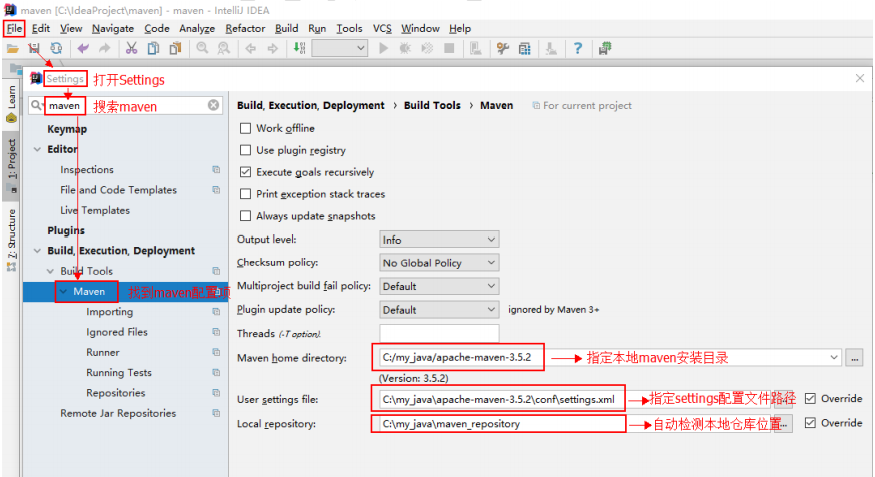 maven [C:\IdeaProject\maven] - maven - IntelliJ IDEA
File Edit View Navigate Code Analyze Refactor Build Run Tools VCS Window Help
Settings 打开Settings
maven 搜索maven
Keymap
Editor
Inspections
File and Code Templates
Live Templates
Plugins
Build, Execution, Deployment
Build Tools
Maven 找到maven配置项
Importing
Ignored Files
Runner
Running Tests
Repositories
Remote Jar Repositories
Learn
1: Project
7: Structure
Build, Execution, Deployment › Build Tools › Maven For current project
Work offline
Use plugin registry
Execute goals recursively
Print exception stack traces
Always update snapshots
Output level: Info
Checksum policy: No Global Policy
Multiproject build fail policy: Default
Plugin update policy: Default ignored by Maven 3+
Threads (-T option)
Maven home directory: C:/my_java/apache-maven-3.5.2 指定本地maven安装目录 ...
(Version: 3.5.2)
User settings file: C:\my_java\apache-maven-3.5.2\conf\settings.xml 指定settings配置文件路径 Override
Local repository: C:\my_java\maven_repository 自动检测本地仓库位置 ... Override